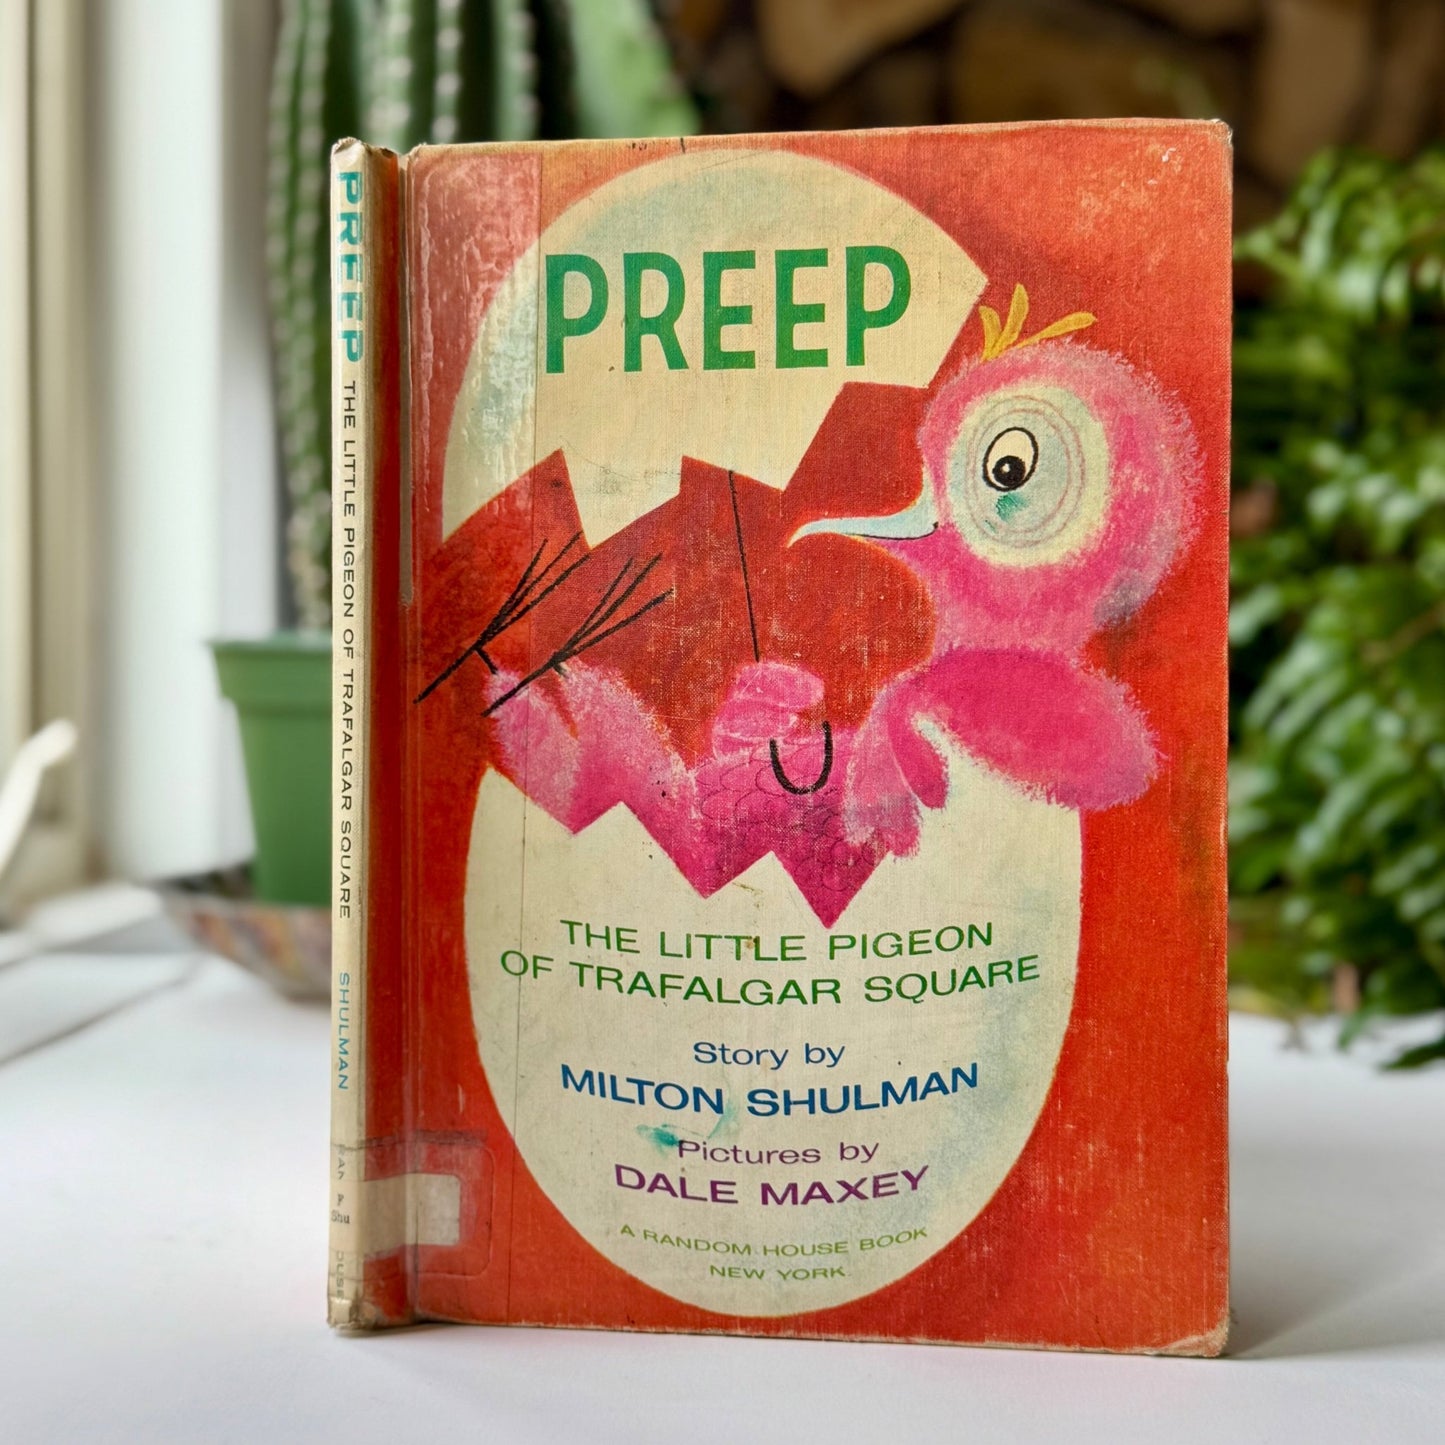 PREEP THE LITTLE PIGEON OF TRAFALGAR SQUARE SHULMAN
F
Shu
PREEP
THE LITTLE PIGEON
OF TRAFALGAR SQUARE
Story by
MILTON SHULMAN
Pictures by
DALE MAXEY
A RANDOM HOUSE BOOK
NEW YORK